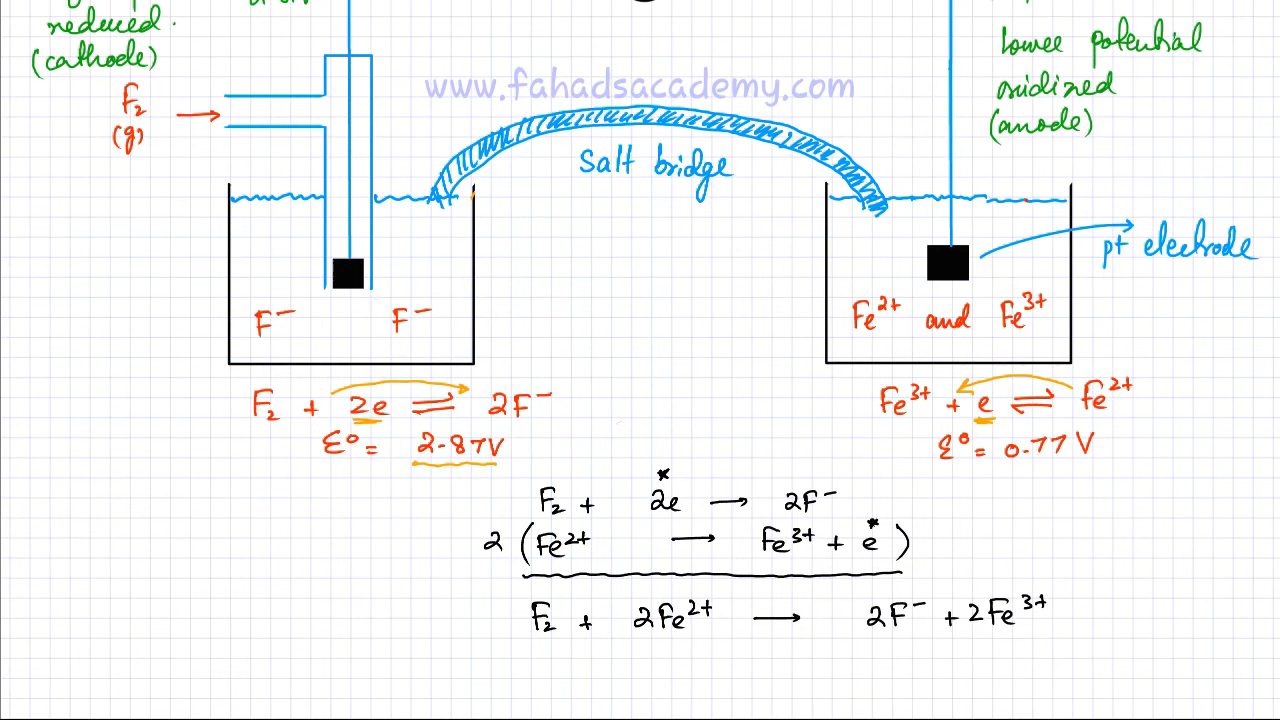 reduced.
(cathode)
F₂
(g)
www.fahadsacademy.com
Salt bridge
lower potential
oxidized
(anode)
pt electrode
F⁻ F⁻
Fe²⁺ and Fe³⁺
F₂ + 2e ⇌ 2F⁻
Ɛ° = 2.87V
Fe³⁺ + e ⇌ Fe²⁺
Ɛ° = 0.77 V
F₂ + 2e* → 2F⁻
2 (Fe²⁺ → Fe³⁺ + e*)
F₂ + 2Fe²⁺ → 2F⁻ + 2Fe³⁺